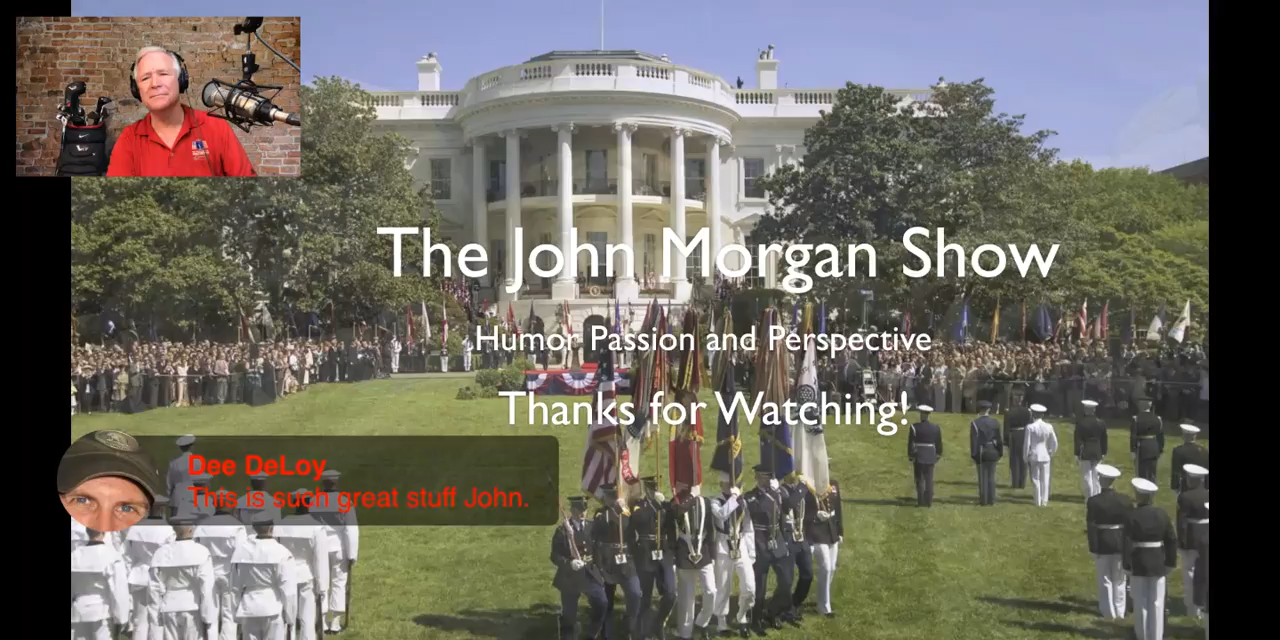 The John Morgan Show
Humor Passion and Perspective
Thanks for Watching!
Dee DeLoy
This is such great stuff John.